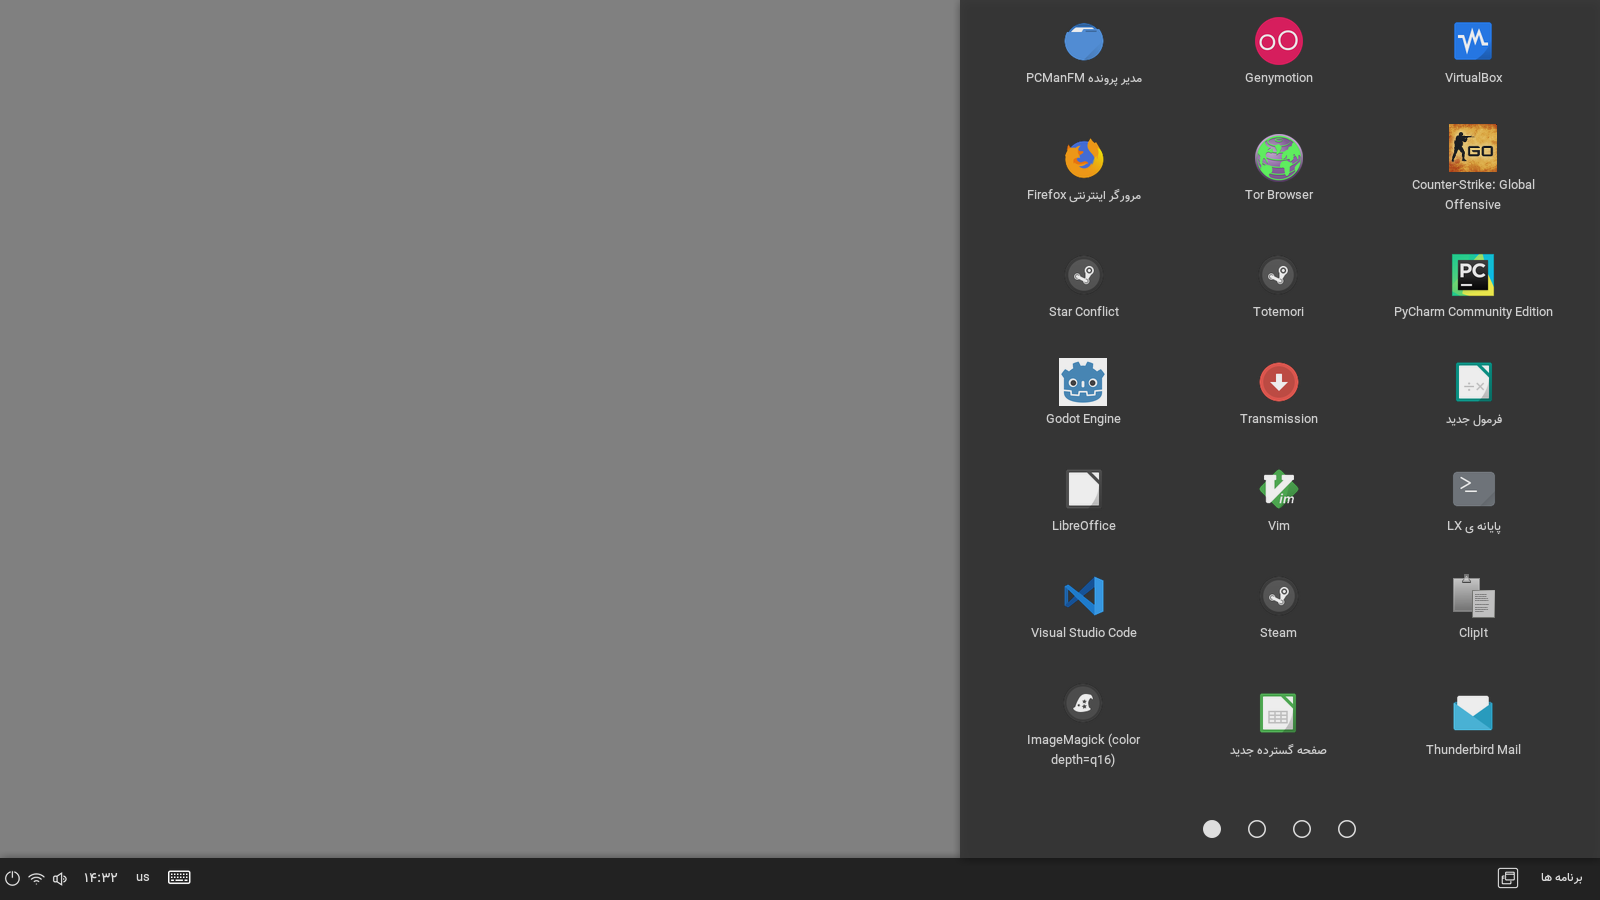 PCManFM مدیر پرونده
Genymotion
VirtualBox
Firefox مرورگر اینترنتی
Tor Browser
GO
Counter-Strike: Global
Offensive
Star Conflict
Totemori
PC
PyCharm Community Edition
Godot Engine
Transmission
فرمول جدید
LibreOffice
Vim
پایانه ی LX
Visual Studio Code
Steam
ClipIt
ImageMagick (color
depth=q16)
صفحه گسترده جدید
Thunderbird Mail
۱۴:۳۲
us
برنامه ها